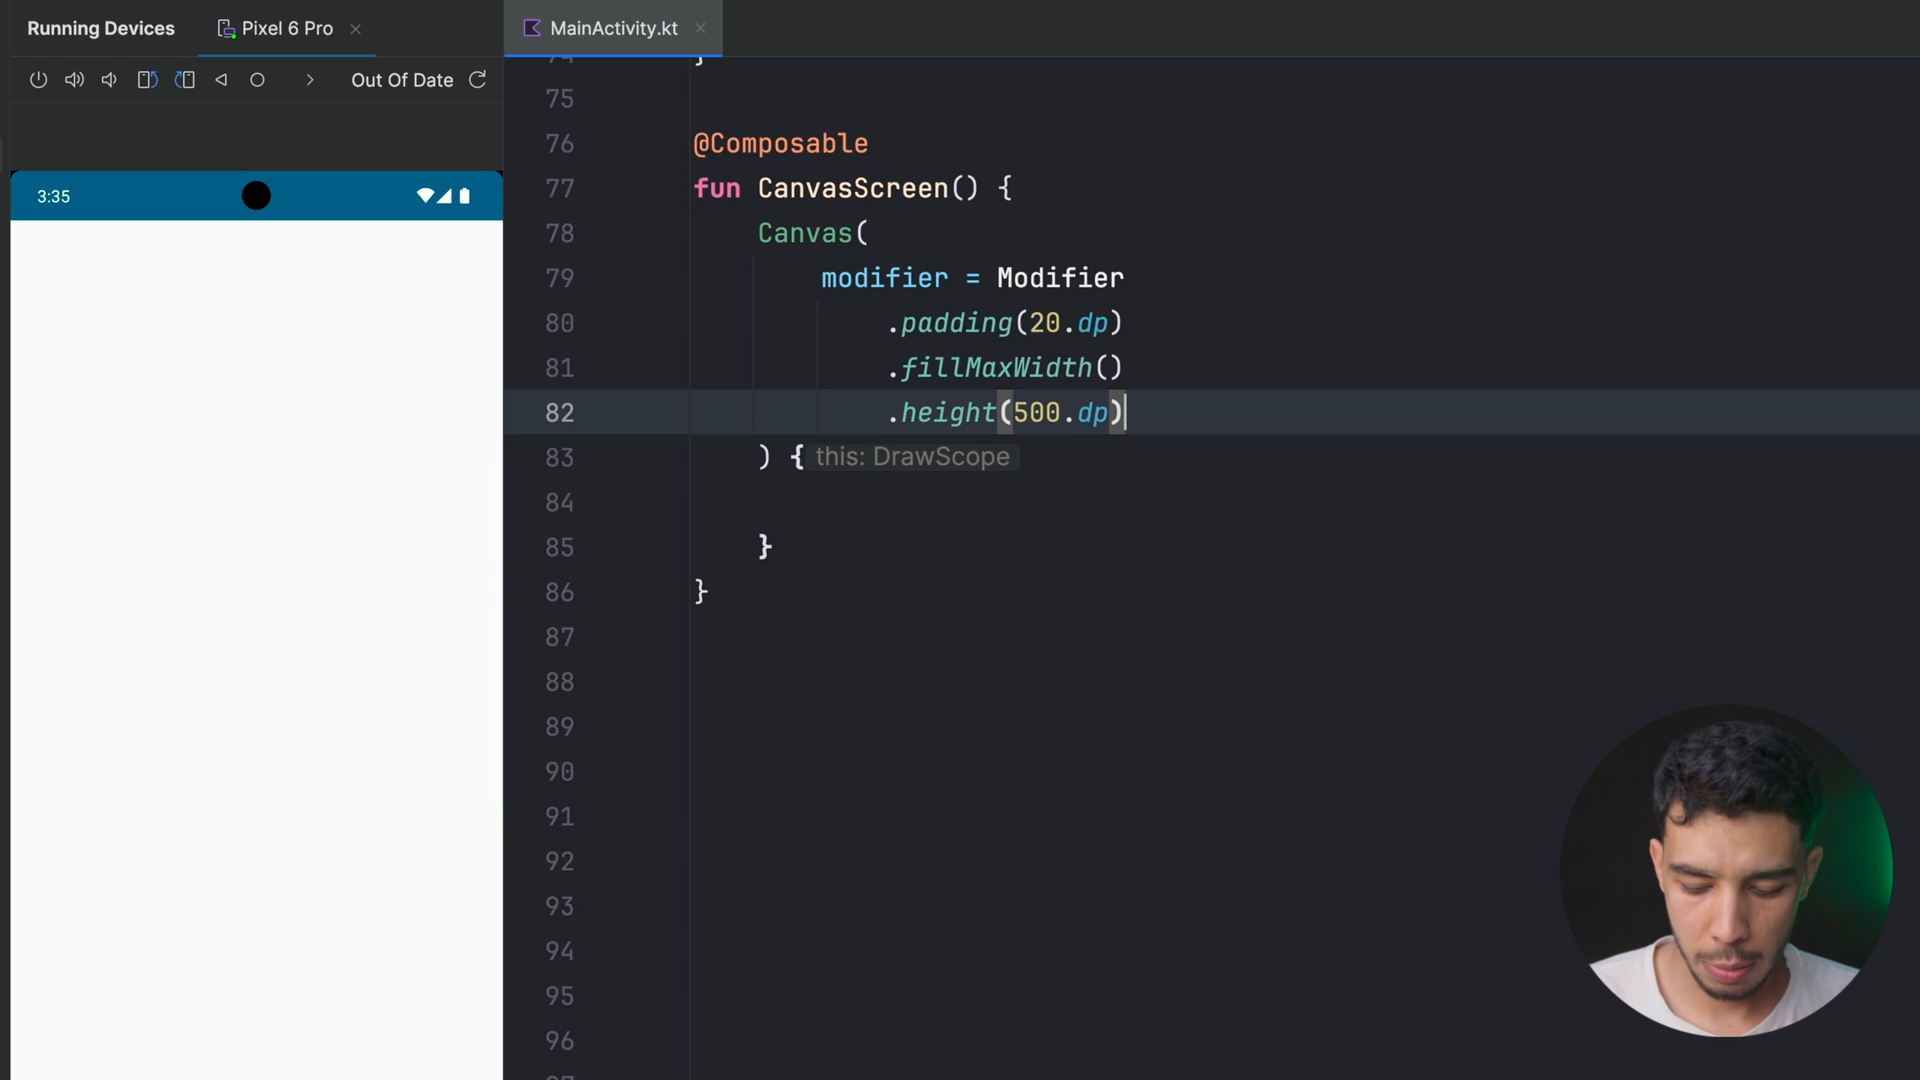 Running Devices
Pixel 6 Pro
MainActivity.kt
Out Of Date
3:35
74 }
75
76 @Composable
77 fun CanvasScreen() {
78 Canvas(
79 modifier = Modifier
80 .padding(20.dp)
81 .fillMaxWidth()
82 .height(500.dp)
83 ) { this: DrawScope
84
85 }
86 }
87
88
89
90
91
92
93
94
95
96